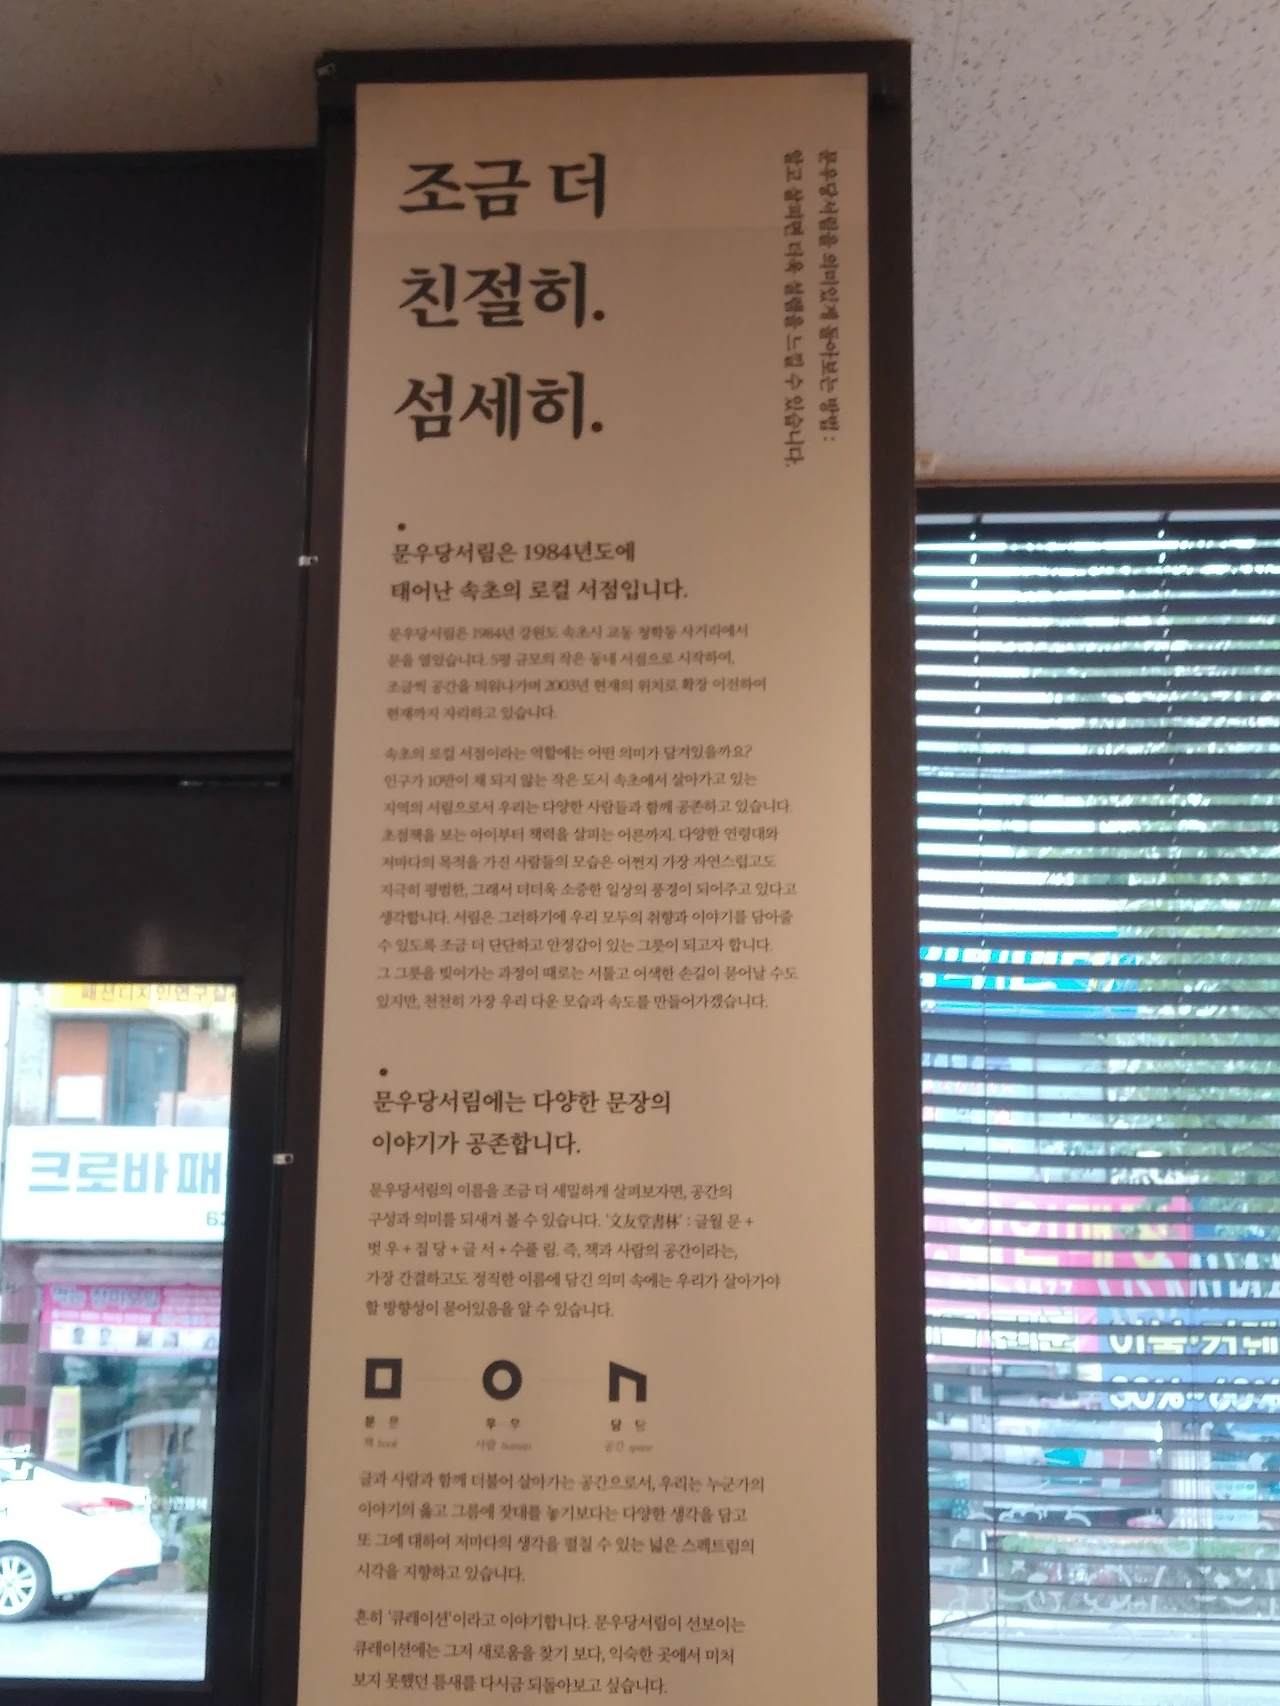 조금 더
친절히.
섬세히.
문우당서림을 의미있게 돌아보는 방법 :
알고 살피면 더욱 설렘을 느낄 수 있습니다.
문우당서림은 1984년도에
태어난 속초의 로컬 서점입니다.
문우당서림은 1984년 강원도 속초시 교동 청학동 사거리에서
문을 열었습니다. 5평 규모의 작은 동네 서점으로 시작하여,
조금씩 공간을 틔워나가며 2003년 현재의 위치로 확장 이전하여
현재까지 자리하고 있습니다.
속초의 로컬 서점이라는 역할에는 어떤 의미가 담겨있을까요?
인구가 10만이 채 되지 않는 작은 도시 속초에서 살아가고 있는
지역의 서림으로서 우리는 다양한 사람들과 함께 공존하고 있습니다.
초점책을 보는 아이부터 책력을 살피는 어른까지. 다양한 연령대와
저마다의 목적을 가진 사람들의 모습은 어쩐지 가장 자연스럽고도
지극히 평범한, 그래서 더더욱 소중한 일상의 풍경이 되어주고 있다고
생각합니다. 서림은 그러하기에 우리 모두의 취향과 이야기를 담아줄
수 있도록 조금 더 단단하고 안정감이 있는 그릇이 되고자 합니다.
그 그릇을 빚어가는 과정이 때로는 서툴고 어색한 손길이 묻어날 수도
있지만, 천천히 가장 우리 다운 모습과 속도를 만들어가겠습니다.
문우당서림에는 다양한 문장의
이야기가 공존합니다.
문우당서림의 이름을 조금 더 세밀하게 살펴보자면, 공간의
구성과 의미를 되새겨 볼 수 있습니다. '文友堂書林' : 글월 문 +
벗 우 + 집 당 + 글 서 + 수풀 림. 즉, 책과 사람의 공간이라는,
가장 간결하고도 정직한 이름에 담긴 의미 속에는 우리가 살아가야
할 방향성이 묻어있음을 알 수 있습니다.
문 우 당
책 book 사람 human 공간 space
글과 사람과 함께 더불어 살아가는 공간으로서, 우리는 누군가의
이야기의 옳고 그름에 잣대를 놓기보다는 다양한 생각을 담고
또 그에 대하여 저마다의 생각을 펼칠 수 있는 넓은 스펙트럼의
시각을 지향하고 있습니다.
흔히 '큐레이션'이라고 이야기합니다. 문우당서림이 선보이는
큐레이션에는 그저 새로움을 찾기 보다, 익숙한 곳에서 미처
보지 못했던 틈새를 다시금 되돌아보고 싶습니다.
패션디자인연구실
크로바패
63